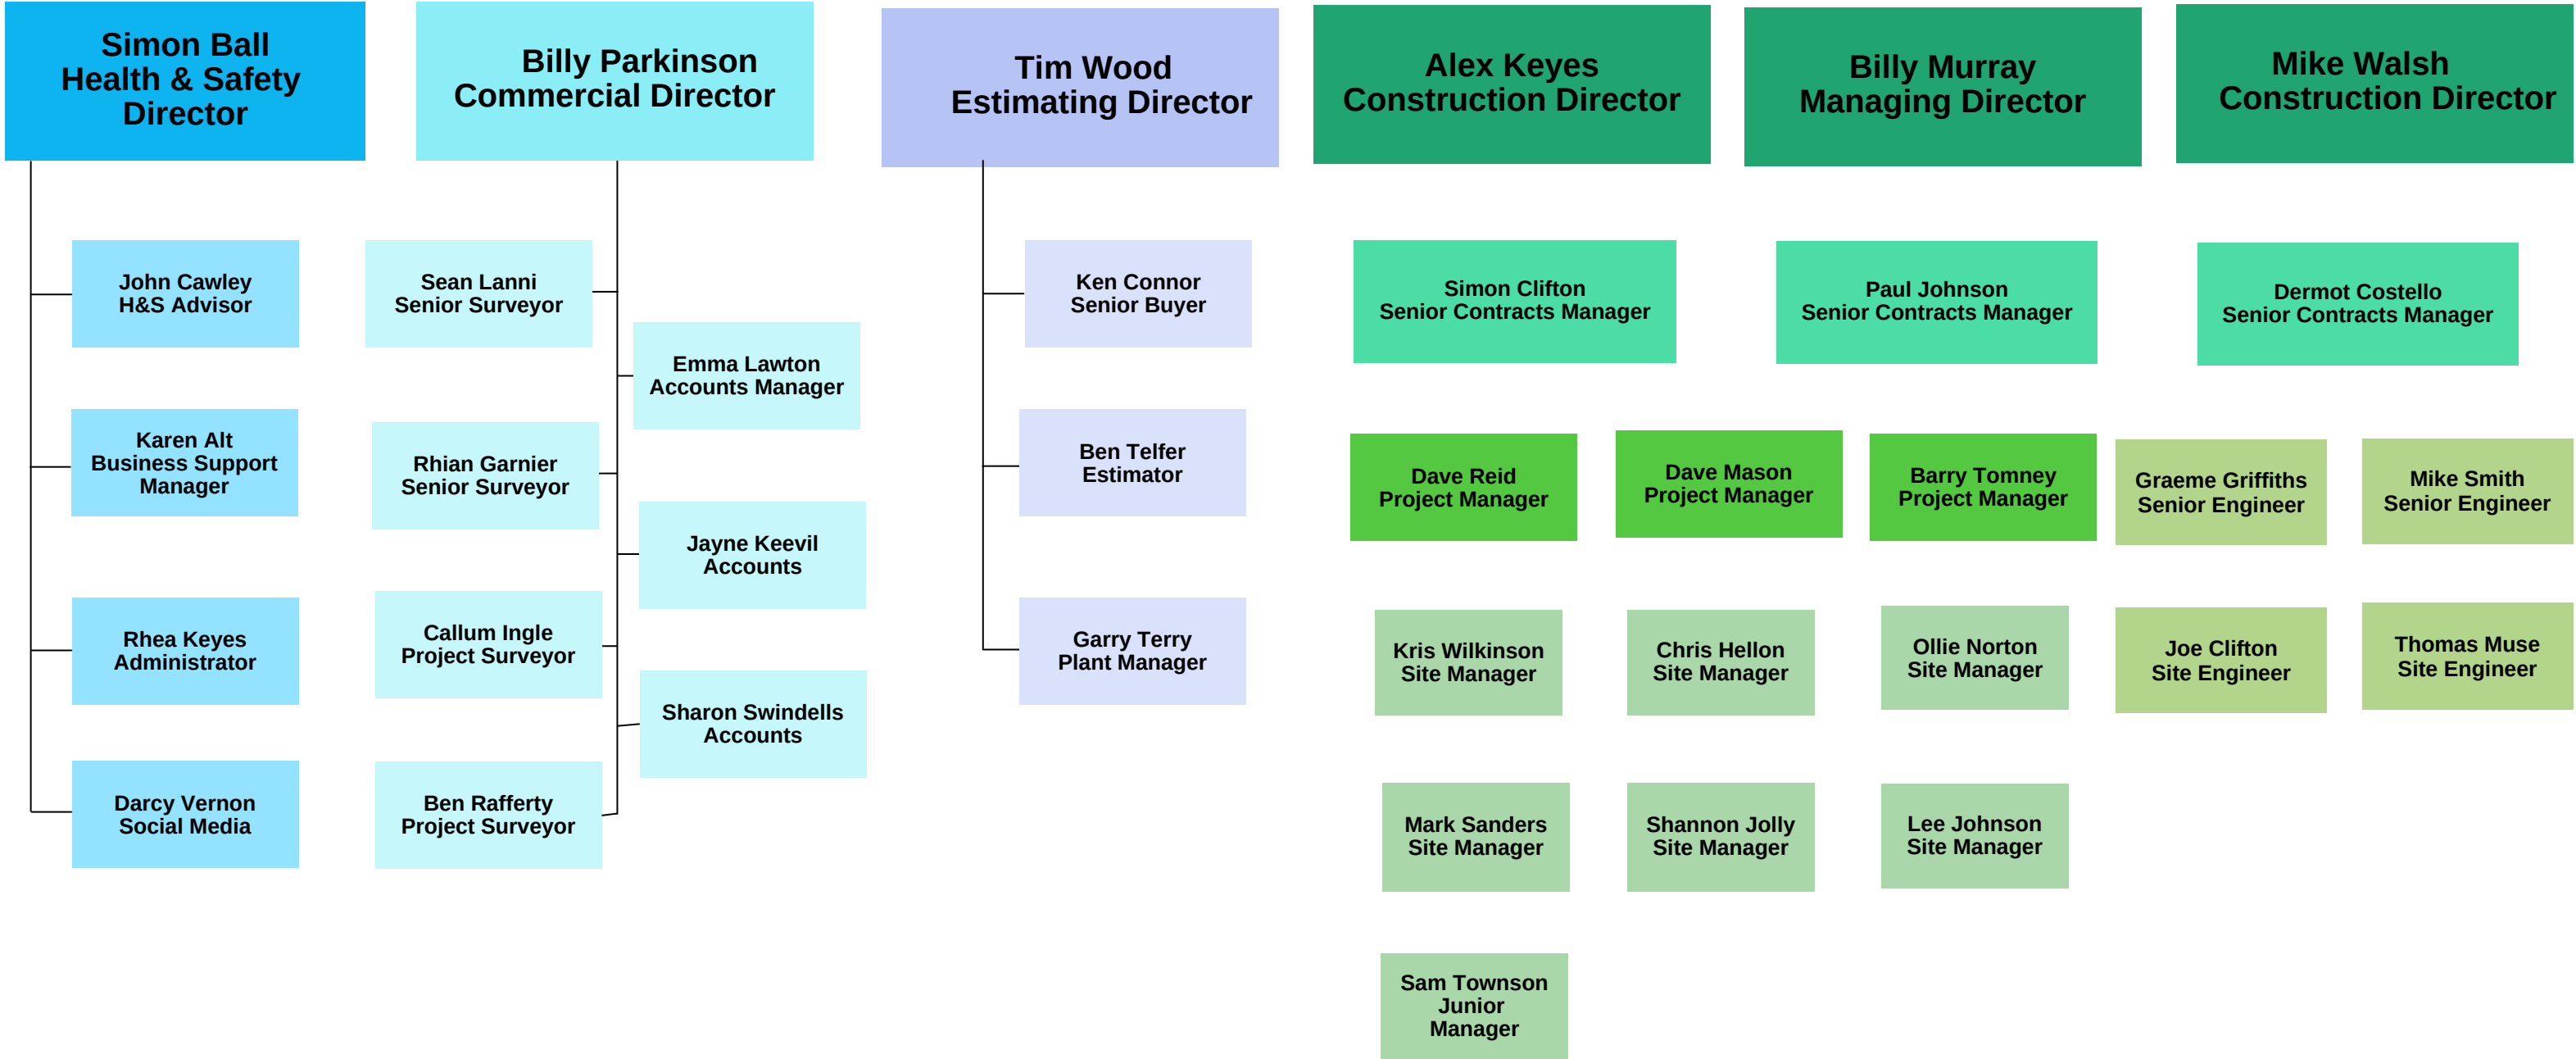 Simon Ball
Health & Safety
Director
Billy Parkinson
Commercial Director
Tim Wood
Estimating Director
Alex Keyes
Construction Director
Billy Murray
Managing Director
Mike Walsh
Construction Director
John Cawley
H&S Advisor
Karen Alt
Business Support
Manager
Rhea Keyes
Administrator
Darcy Vernon
Social Media
Sean Lanni
Senior Surveyor
Emma Lawton
Accounts Manager
Rhian Garnier
Senior Surveyor
Jayne Keevil
Accounts
Callum Ingle
Project Surveyor
Sharon Swindells
Accounts
Ben Rafferty
Project Surveyor
Ken Connor
Senior Buyer
Ben Telfer
Estimator
Garry Terry
Plant Manager
Simon Clifton
Senior Contracts Manager
Paul Johnson
Senior Contracts Manager
Dermot Costello
Senior Contracts Manager
Dave Reid
Project Manager
Dave Mason
Project Manager
Barry Tomney
Project Manager
Graeme Griffiths
Senior Engineer
Mike Smith
Senior Engineer
Kris Wilkinson
Site Manager
Chris Hellon
Site Manager
Ollie Norton
Site Manager
Joe Clifton
Site Engineer
Thomas Muse
Site Engineer
Mark Sanders
Site Manager
Shannon Jolly
Site Manager
Lee Johnson
Site Manager
Sam Townson
Junior
Manager